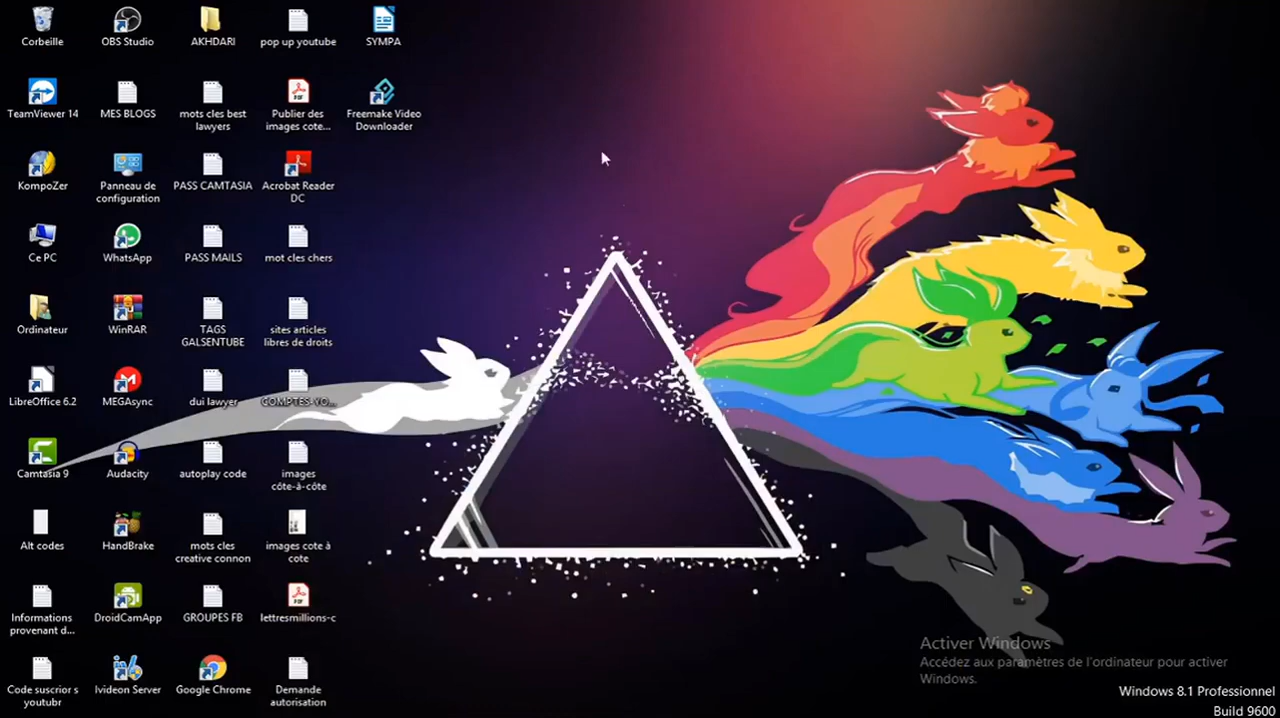 Corbeille
OBS Studio
AKHDARI
pop up youtube
SYMPA
TeamViewer 14
MES BLOGS
mots cles best
lawyers
Publier des
images cote...
Freemake Video
Downloader
KompoZer
Panneau de
configuration
PASS CAMTASIA
Acrobat Reader
DC
Ce PC
WhatsApp
PASS MAILS
mot cles chers
Ordinateur
WinRAR
TAGS
GALSENTUBE
sites articles
libres de droits
LibreOffice 6.2
MEGAsync
dui lawyer
COMPTES-YO...
Camtasia 9
Audacity
autoplay code
images
côte-à-côte
Alt codes
HandBrake
mots cles
creative connon
images cote à
cote
Informations
provenant d...
DroidCamApp
GROUPES FB
lettresmillions-c
Code suscrior s
youtubr
Ivideon Server
Google Chrome
Demande
autorisation
Activer Windows
Accédez aux paramètres de l'ordinateur pour activer
Windows.
Windows 8.1 Professionnel
Build 9600